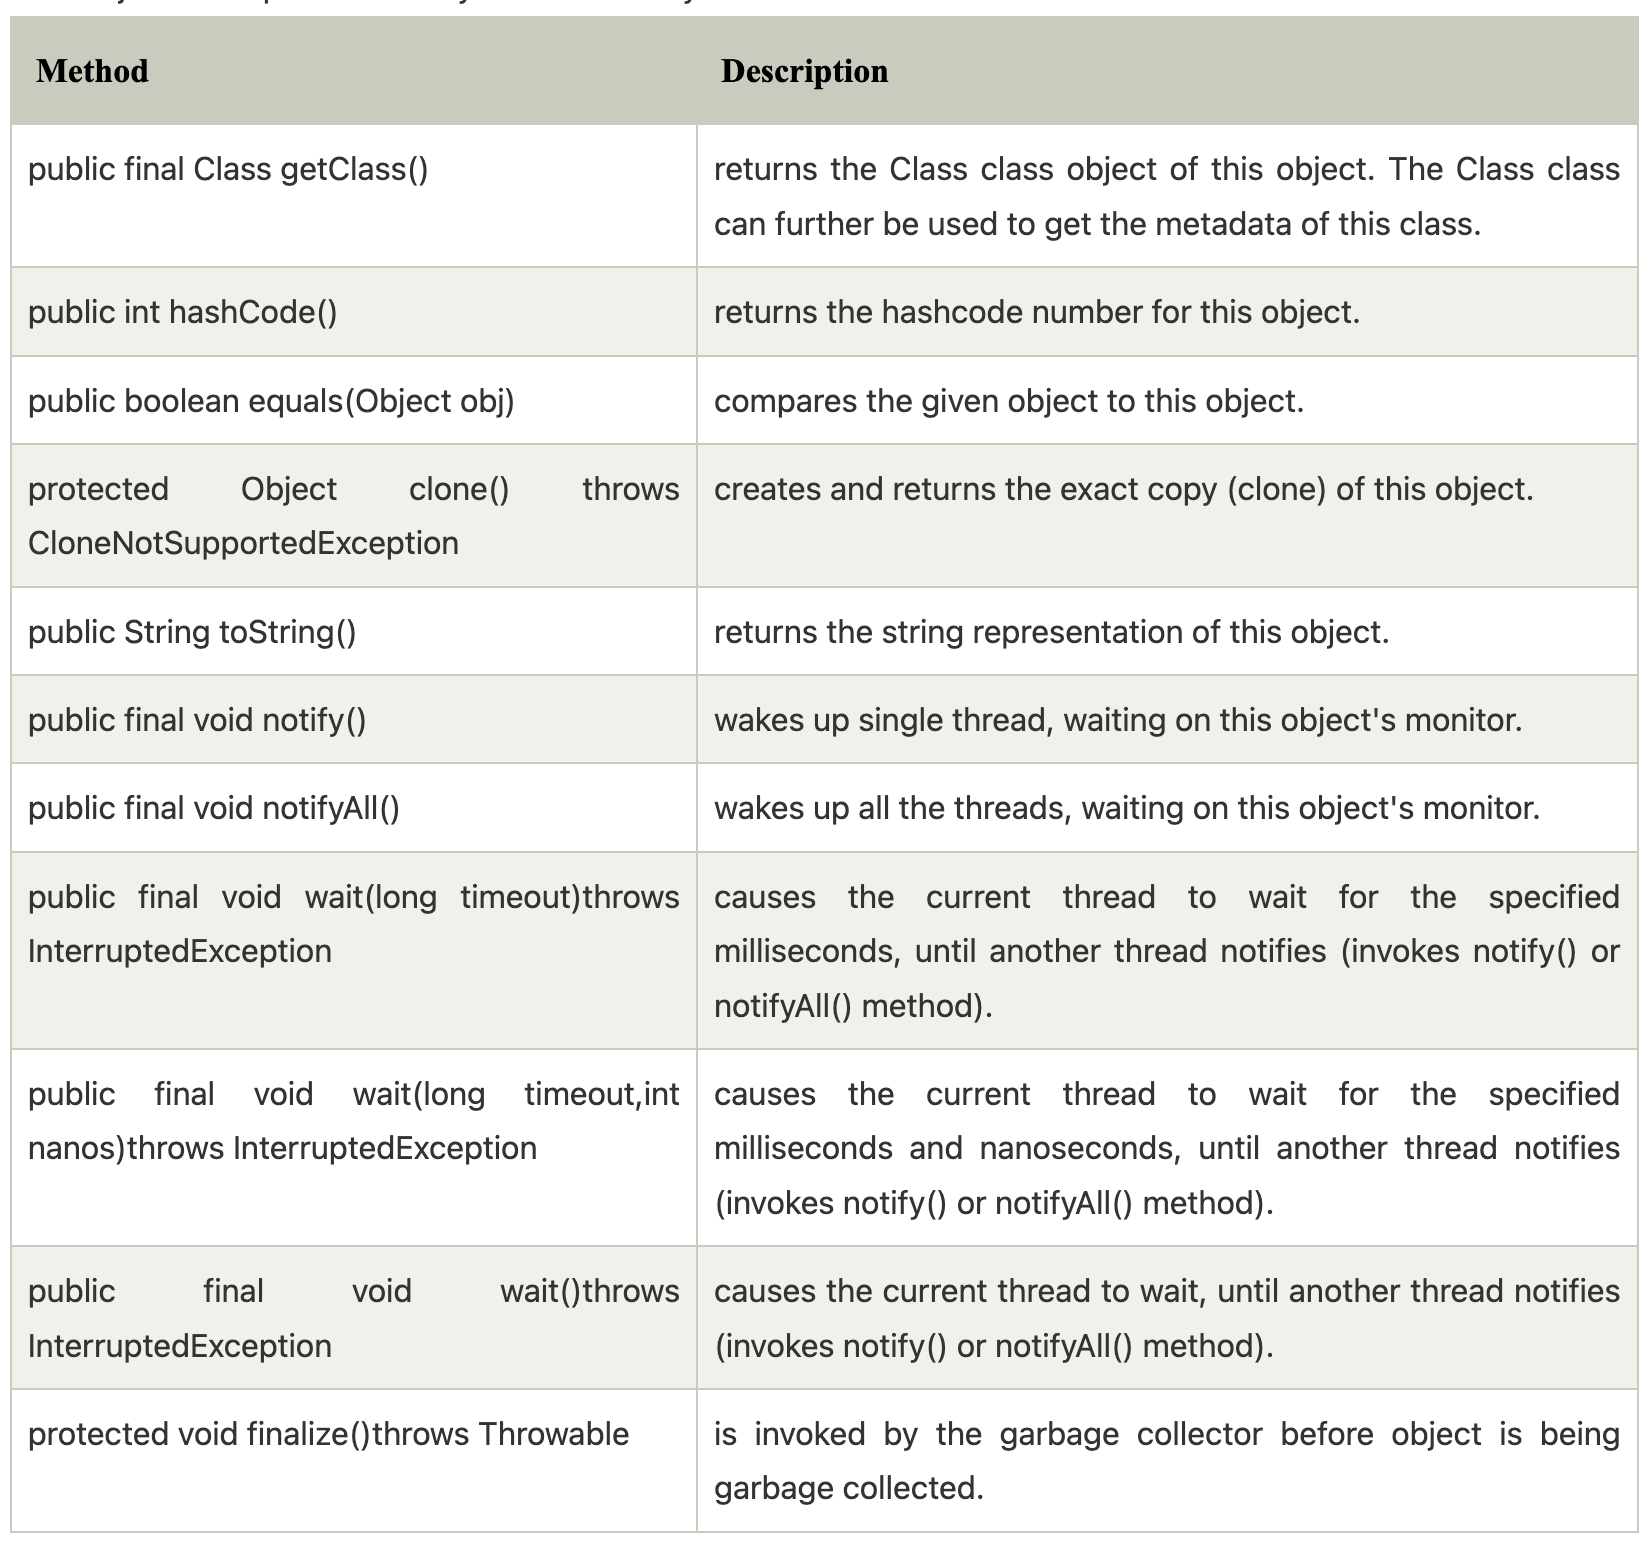 Method
Description
public final Class getClass()
returns the Class class object of this object. The Class class
can further be used to get the metadata of this class.
public int hashCode()
returns the hashcode number for this object.
public boolean equals(Object obj)
compares the given object to this object.
protected Object clone() throws
CloneNotSupportedException
creates and returns the exact copy (clone) of this object.
public String toString()
returns the string representation of this object.
public final void notify()
wakes up single thread, waiting on this object's monitor.
public final void notifyAll()
wakes up all the threads, waiting on this object's monitor.
public final void wait(long timeout)throws
InterruptedException
causes the current thread to wait for the specified
milliseconds, until another thread notifies (invokes notify() or
notifyAll() method).
public final void wait(long timeout,int
nanos)throws InterruptedException
causes the current thread to wait for the specified
milliseconds and nanoseconds, until another thread notifies
(invokes notify() or notifyAll() method).
public final void wait()throws
InterruptedException
causes the current thread to wait, until another thread notifies
(invokes notify() or notifyAll() method).
protected void finalize()throws Throwable
is invoked by the garbage collector before object is being
garbage collected.